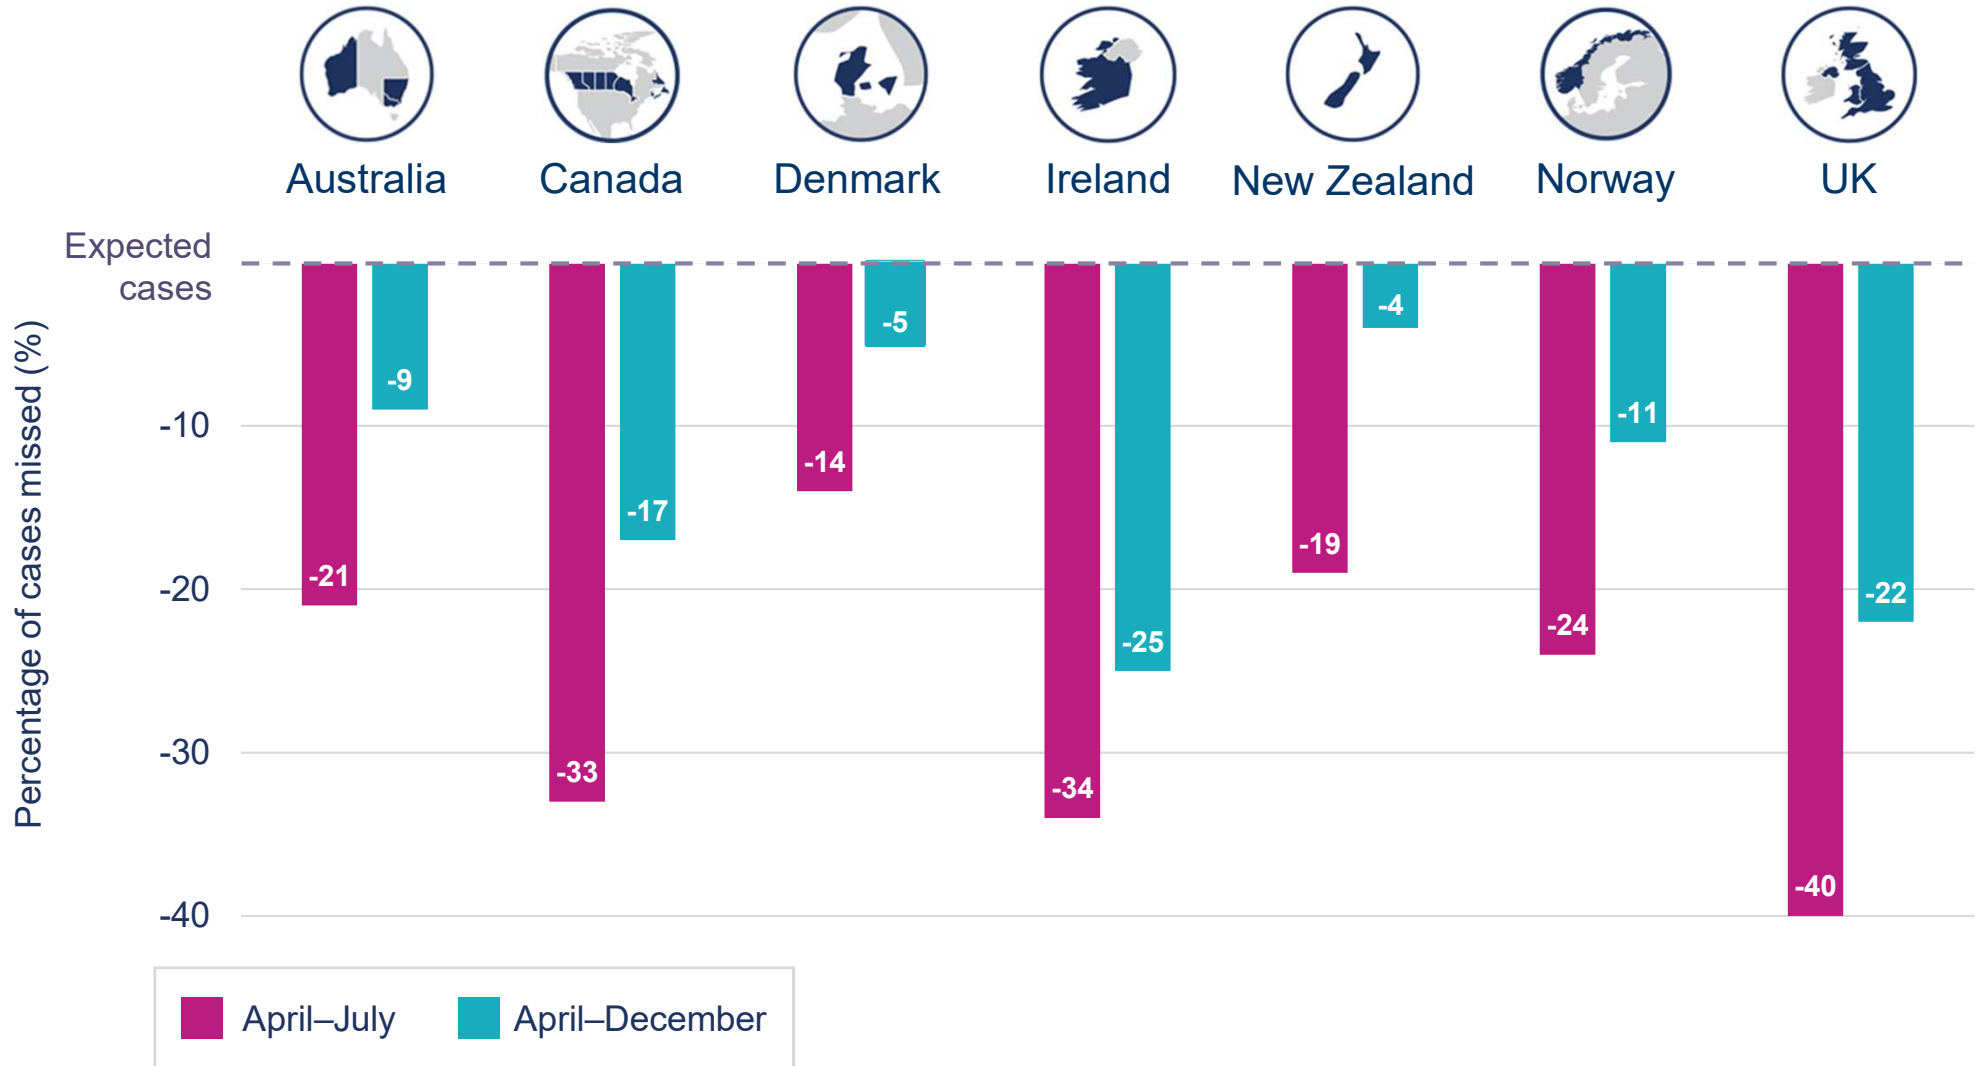 Australia
Canada
Denmark
Ireland
New Zealand
Norway
UK
Expected
cases
Percentage of cases missed (%)
-10
-20
-30
-40
-21
-9
-33
-17
-14
-5
-34
-25
-19
-4
-24
-11
-40
-22
April–July
April–December